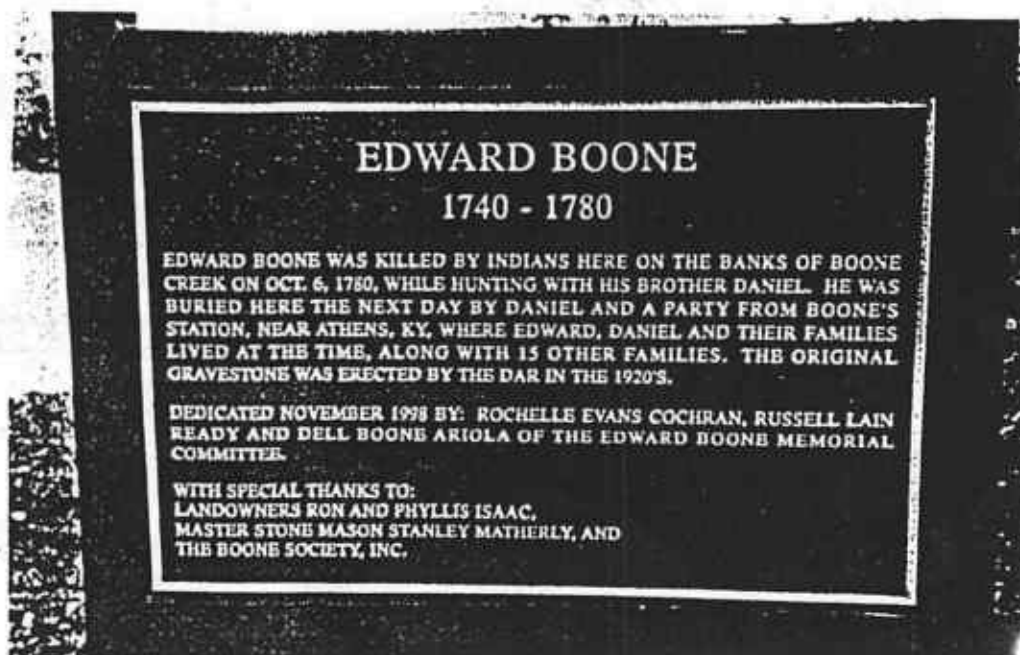 EDWARD BOONE
1740 - 1780
EDWARD BOONE WAS KILLED BY INDIANS HERE ON THE BANKS OF BOONE
CREEK ON OCT. 6, 1780, WHILE HUNTING WITH HIS BROTHER DANIEL. HE WAS
BURIED HERE THE NEXT DAY BY DANIEL AND A PARTY FROM BOONE'S
STATION, NEAR ATHENS, KY, WHERE EDWARD, DANIEL AND THEIR FAMILIES
LIVED AT THE TIME, ALONG WITH 15 OTHER FAMILIES. THE ORIGINAL
GRAVESTONE WAS ERECTED BY THE DAR IN THE 1920'S.
DEDICATED NOVEMBER 1998 BY: ROCHELLE EVANS COCHRAN, RUSSELL LAIN
READY AND DELL BOONE ARIOLA OF THE EDWARD BOONE MEMORIAL
COMMITTEE.
WITH SPECIAL THANKS TO:
LANDOWNERS RON AND PHYLLIS ISAAC,
MASTER STONE MASON STANLEY MATHERLY, AND
THE BOONE SOCIETY, INC.